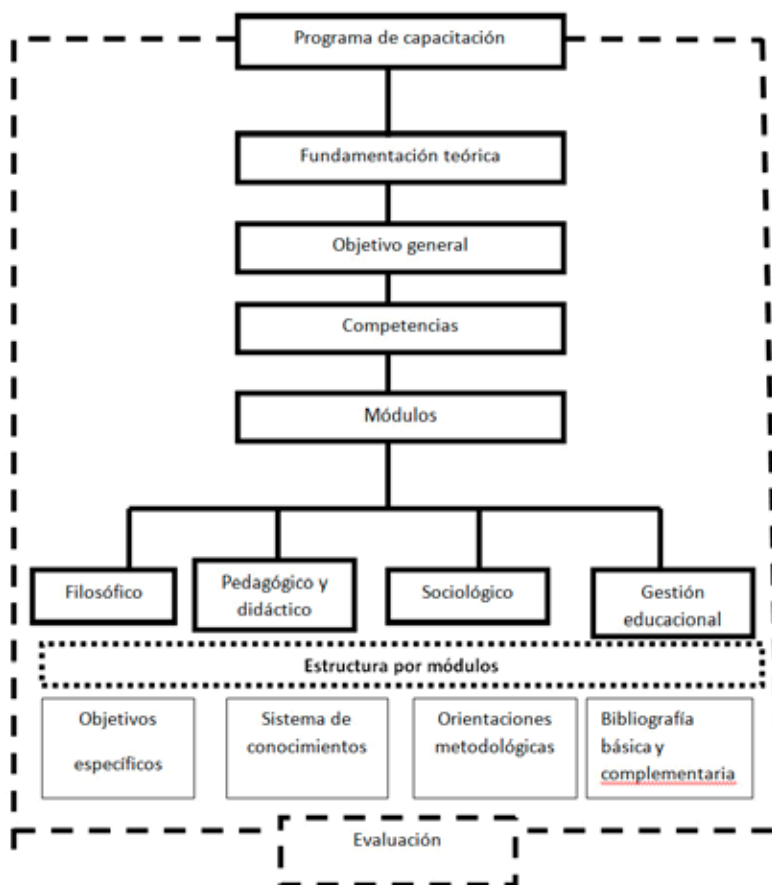 Programa de capacitación
Fundamentación teórica
Objetivo general
Competencias
Módulos
Filosófico
Pedagógico y
didáctico
Sociológico
Gestión
educacional
Estructura por módulos
Objetivos
específicos
Sistema de
conocimientos
Orientaciones
metodológicas
Bibliografía
básica y
complementaria
Evaluación